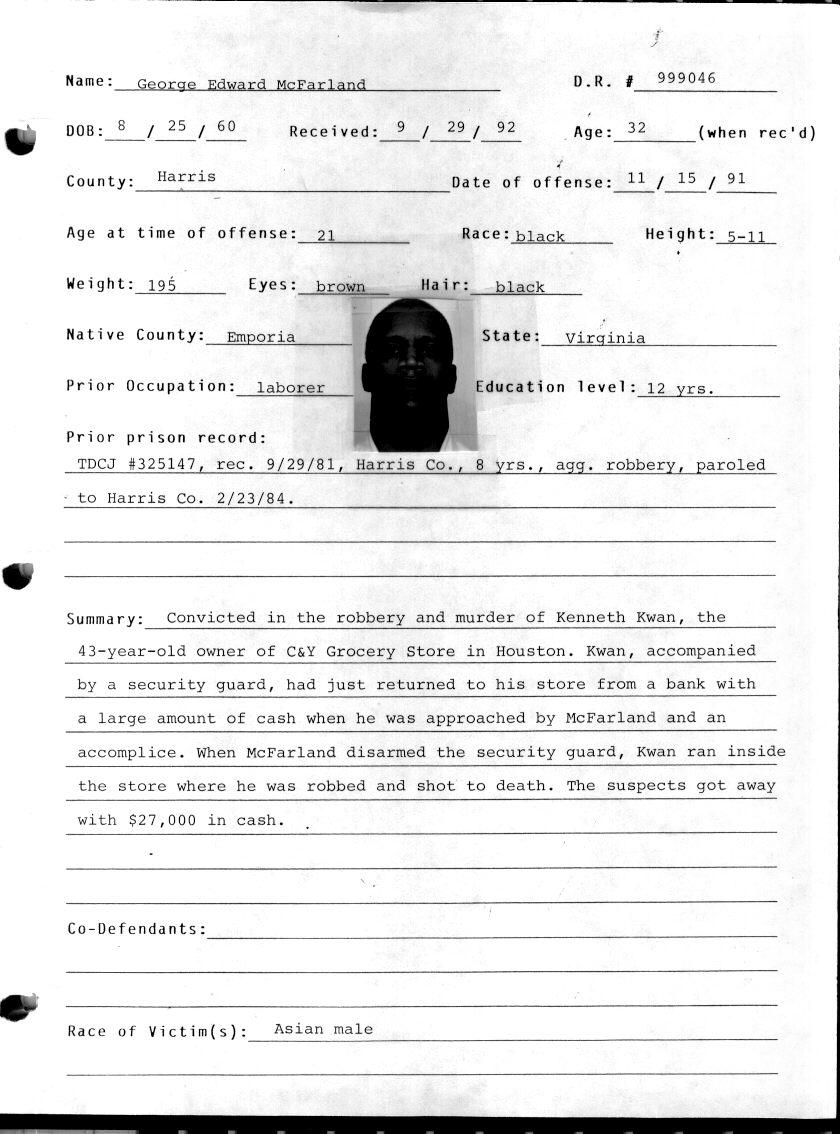 Name: George Edward McFarland D.R. # 999046
DOB: 8 / 25 / 60 Received: 9 / 29 / 92 Age: 32 (when rec'd)
County: Harris Date of offense: 11 / 15 / 91
Age at time of offense: 21 Race: black Height: 5-11
Weight: 195 Eyes: brown Hair: black
Native County: Emporia State: Virginia
Prior Occupation: laborer Education level: 12 yrs.
Prior prison record:
TDCJ #325147, rec. 9/29/81, Harris Co., 8 yrs., agg. robbery, paroled
to Harris Co. 2/23/84.
Summary: Convicted in the robbery and murder of Kenneth Kwan, the
43-year-old owner of C&Y Grocery Store in Houston. Kwan, accompanied
by a security guard, had just returned to his store from a bank with
a large amount of cash when he was approached by McFarland and an
accomplice. When McFarland disarmed the security guard, Kwan ran inside
the store where he was robbed and shot to death. The suspects got away
with $27,000 in cash.
Co-Defendants:
Race of Victim(s): Asian male